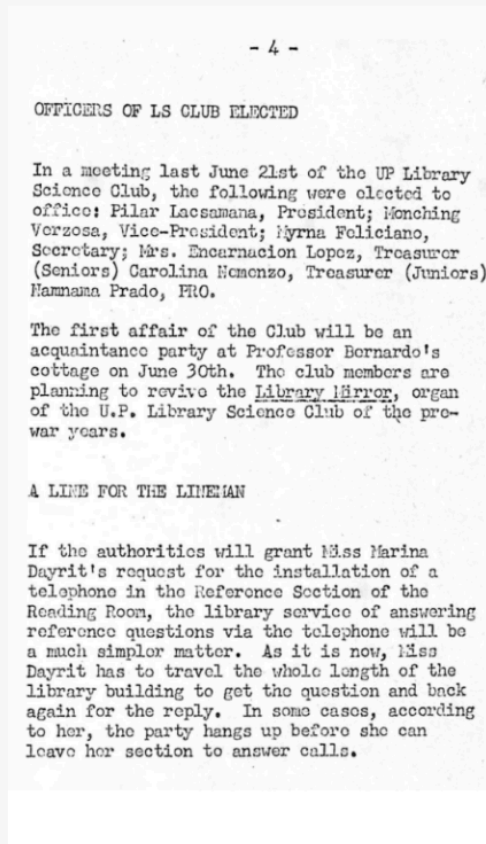 - 4 -
OFFICERS OF LS CLUB ELECTED
In a meeting last June 21st of the UP Library
Science Club, the following were elected to
office: Pilar Lacsamana, President; Monching
Verzosa, Vice-President; Myrna Feliciano,
Secretary; Mrs. Encarnacion Lopez, Treasurer
(Seniors) Carolina Nemenzo, Treasurer (Juniors)
Namnama Prado, PRO.
The first affair of the Club will be an
acquaintance party at Professor Bernardo's
cottage on June 30th. The club members are
planning to revive the Library Mirror, organ
of the U.P. Library Science Club of the pre-
war years.
A LINE FOR THE LINEMAN
If the authorities will grant Miss Marina
Dayrit's request for the installation of a
telephone in the Reference Section of the
Reading Room, the library service of answering
reference questions via the telephone will be
a much simpler matter. As it is now, Miss
Dayrit has to travel the whole length of the
library building to get the question and back
again for the reply. In some cases, according
to her, the party hangs up before she can
leave her section to answer calls.